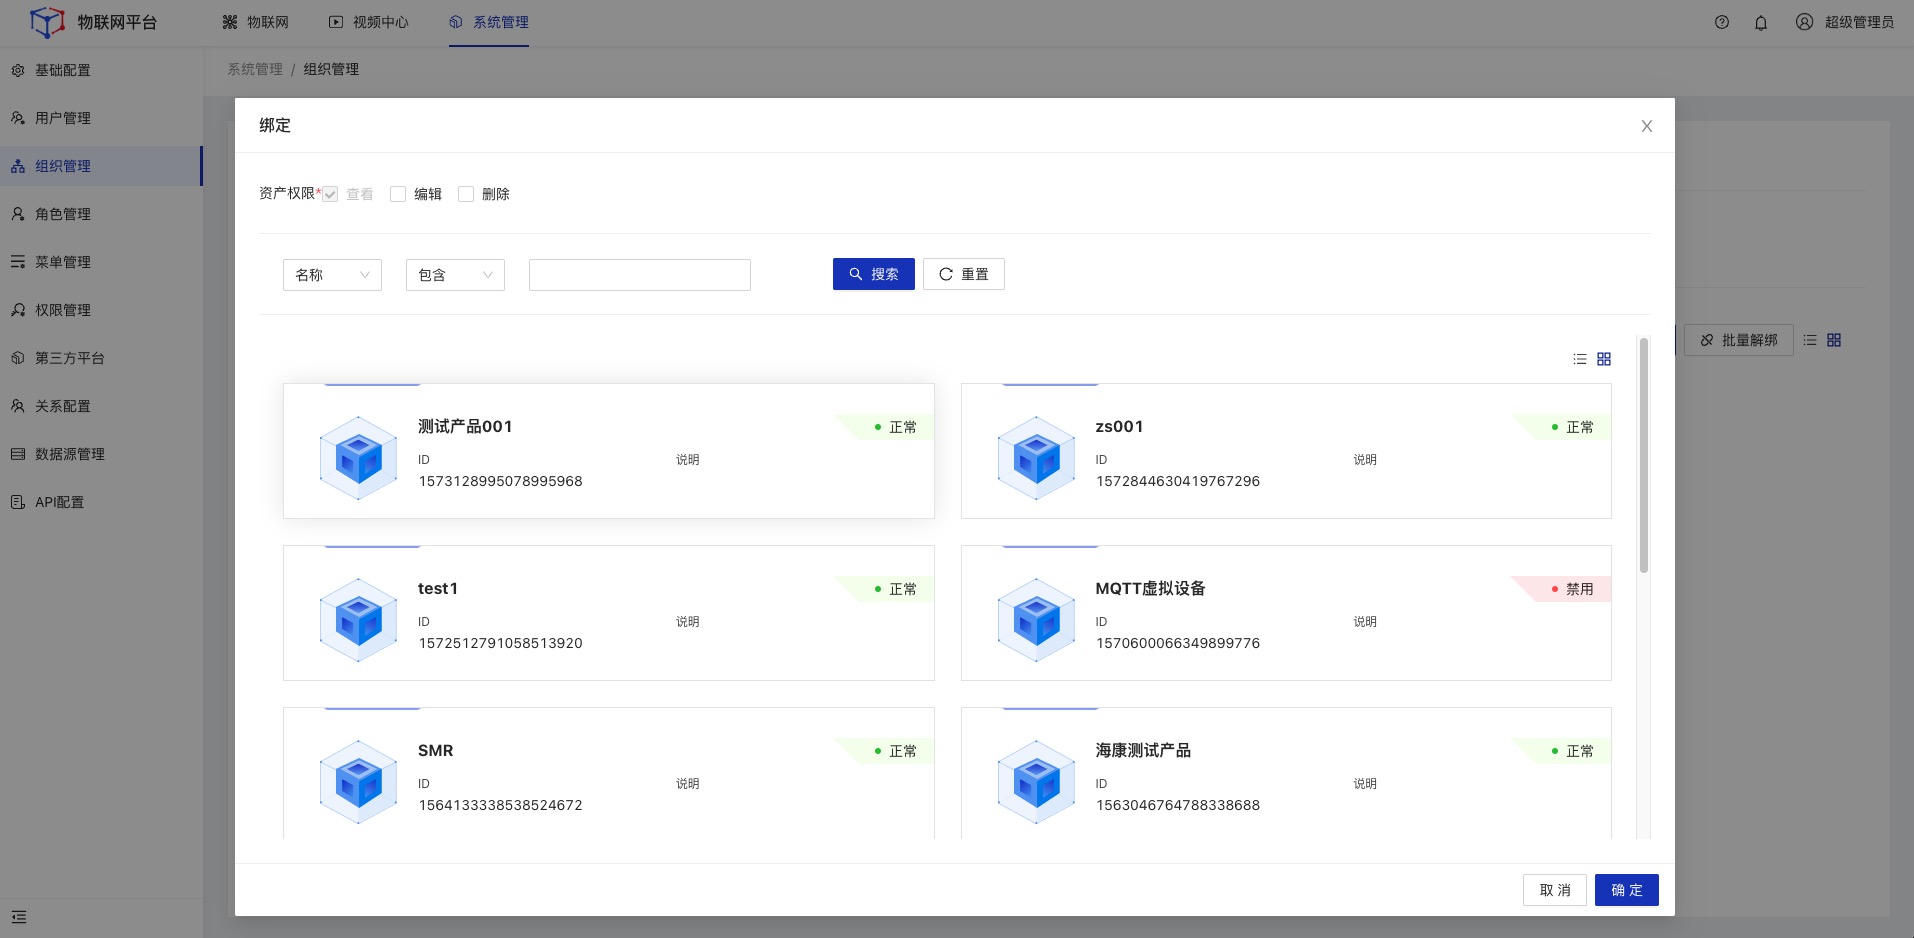 物联网平台
物联网
视频中心
系统管理
超级管理员
基础配置
用户管理
组织管理
角色管理
菜单管理
权限管理
第三方平台
关系配置
数据源管理
API配置
系统管理 / 组织管理
批量解绑
绑定
资产权限* 查看 编辑 删除
名称 包含 搜索 重置
测试产品001 正常
ID 说明
1573128995078995968
zs001 正常
ID 说明
1572844630419767296
test1 正常
ID 说明
1572512791058513920
MQTT虚拟设备 禁用
ID 说明
1570600066349899776
SMR 正常
ID 说明
1564133338538524672
海康测试产品 正常
ID 说明
1563046764788338688
取 消 确 定